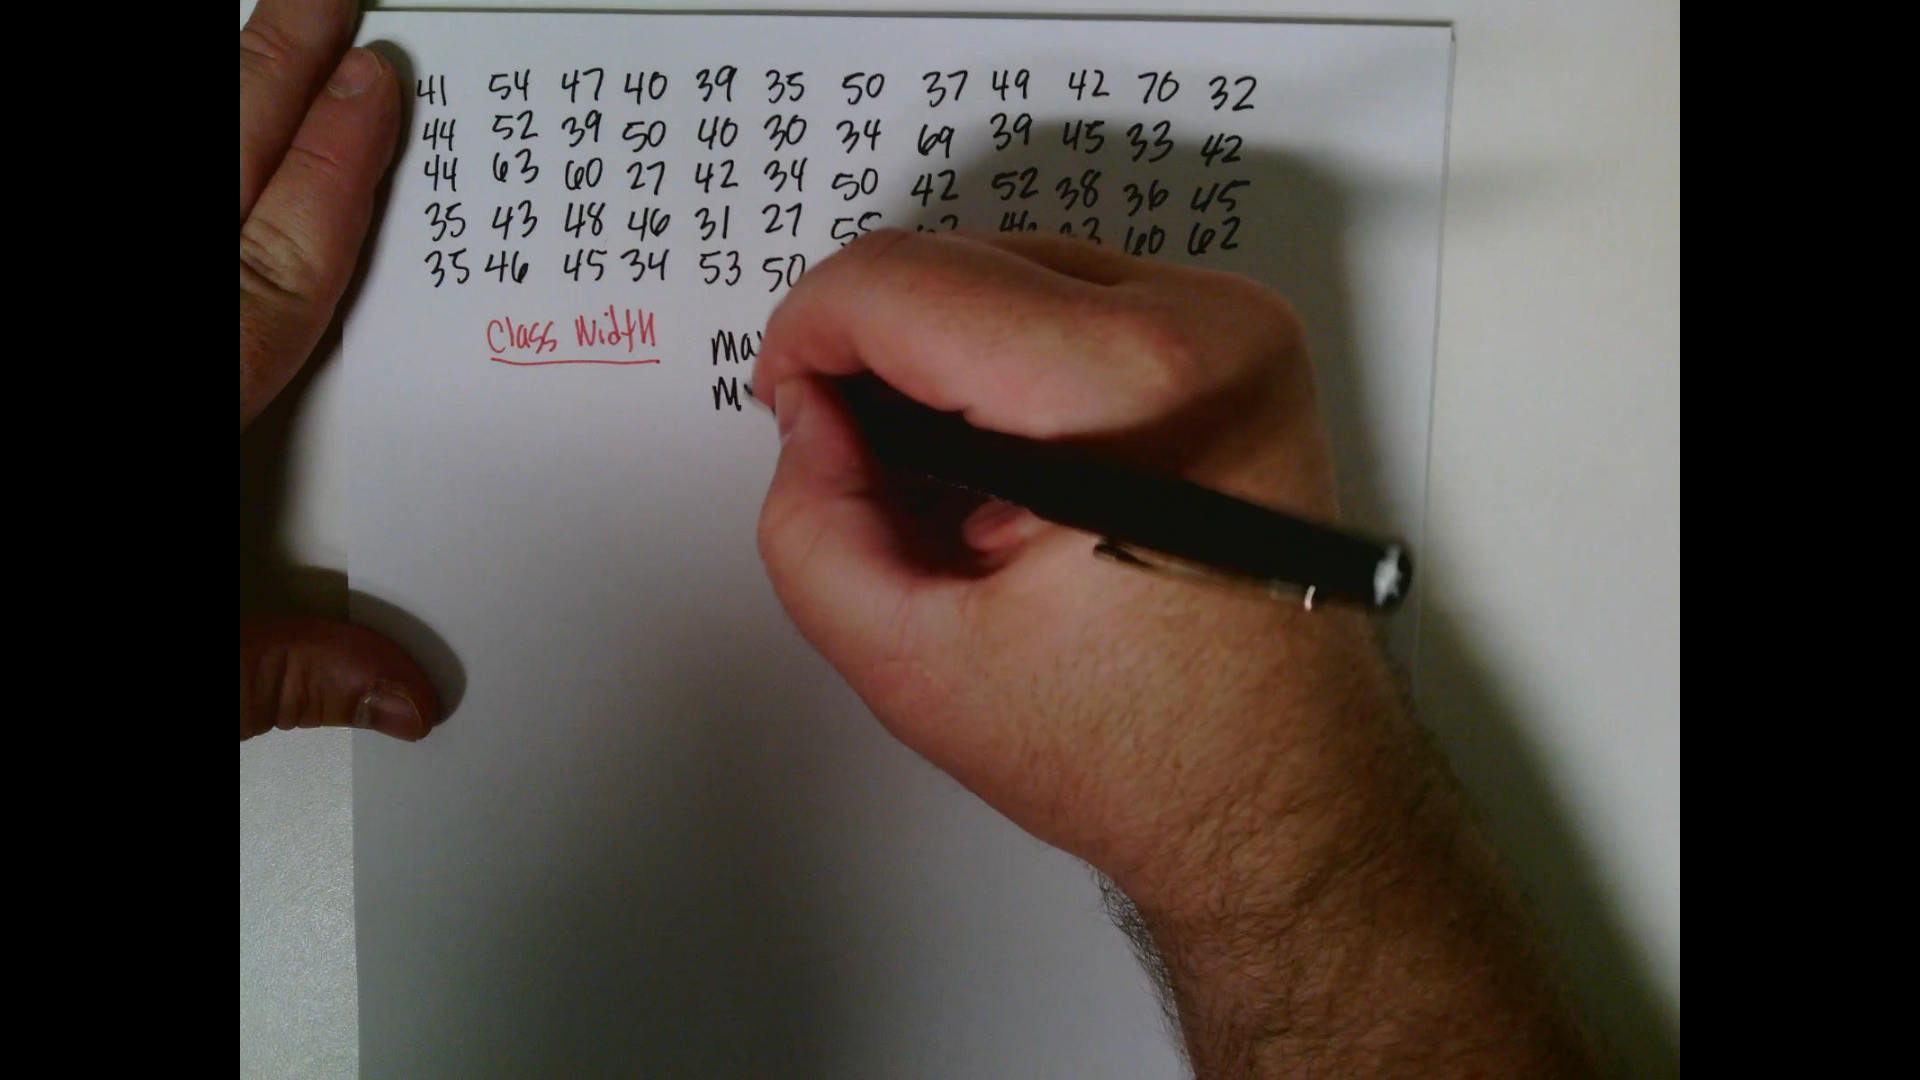 41 54 47 40 39 35 50 37 49 42 70 32
44 52 39 50 40 30 34 69 39 45 33 42
44 63 60 27 42 34 50 42 52 38 36 45
35 43 48 46 31 27 55 60 62
35 46 45 34 53 50
Class Width